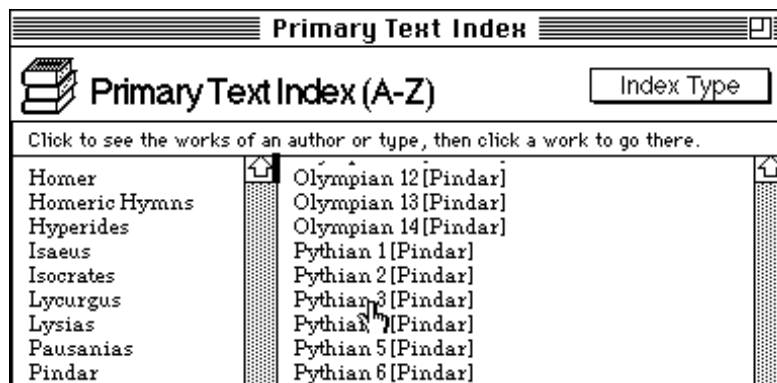 Primary Text Index
Primary Text Index (A-Z)
Index Type
Click to see the works of an author or type, then click a work to go there.
Homer
Homeric Hymns
Hyperides
Isaeus
Isocrates
Lycurgus
Lysias
Pausanias
Pindar
Olympian 12 [Pindar]
Olympian 13 [Pindar]
Olympian 14 [Pindar]
Pythian 1 [Pindar]
Pythian 2 [Pindar]
Pythian 3 [Pindar]
Pythian [Pindar]
Pythian 5 [Pindar]
Pythian 6 [Pindar]